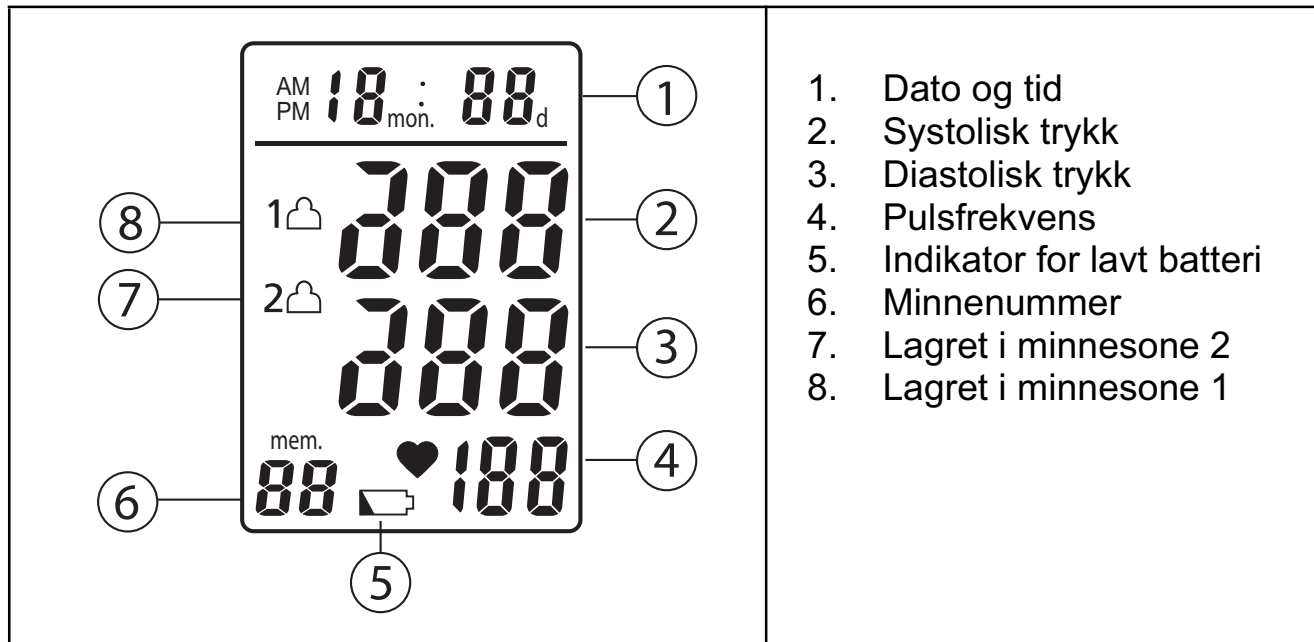 AM 18 : 88
PM mon. d
1
1 288
8
2
2 288
7
3
mem.
88 188
4
6
5
1. Dato og tid
2. Systolisk trykk
3. Diastolisk trykk
4. Pulsfrekvens
5. Indikator for lavt batteri
6. Minnenummer
7. Lagret i minnesone 2
8. Lagret i minnesone 1